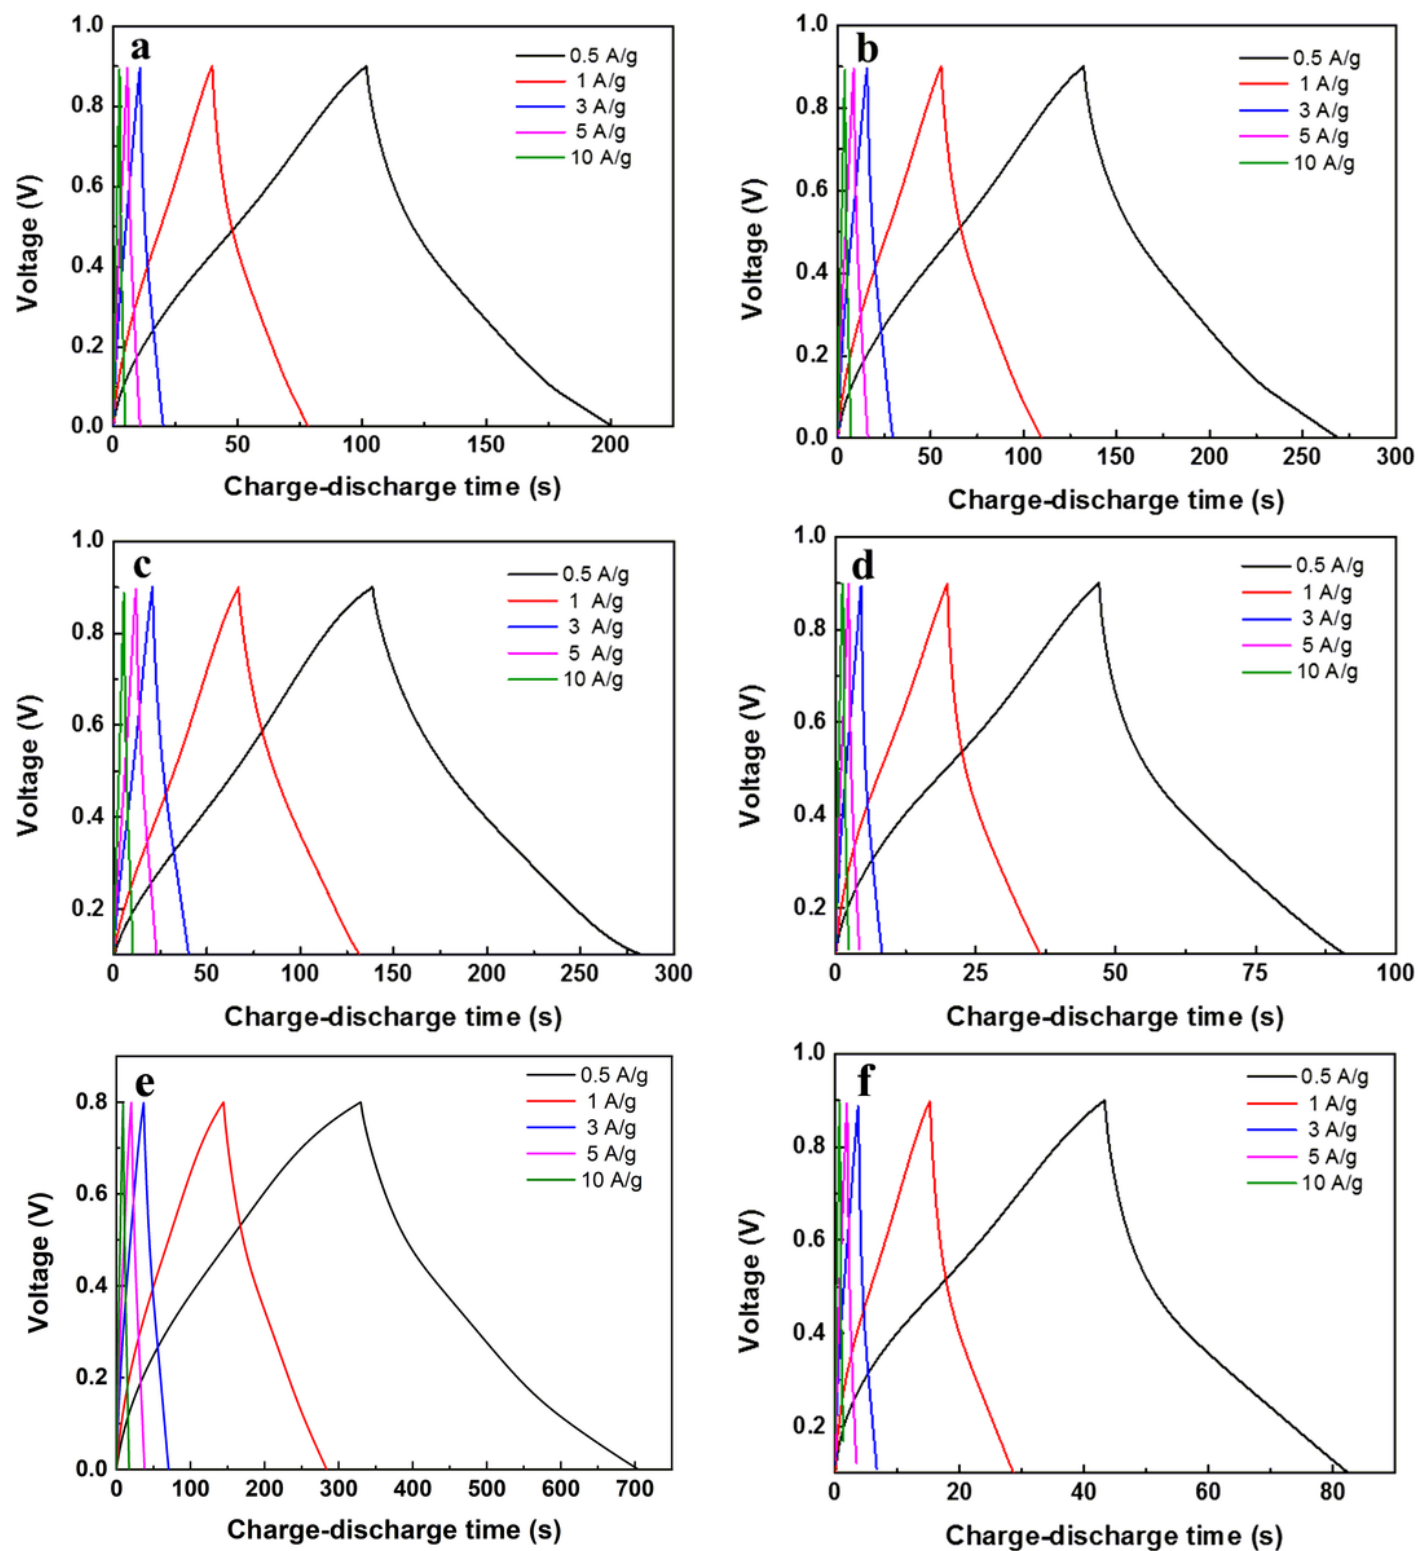 a
0.5 A/g
1 A/g
3 A/g
5 A/g
10 A/g
1.0
0.8
0.6
0.4
0.2
0.0
Voltage (V)
0
50
100
150
200
Charge-discharge time (s)
b
0.5 A/g
1 A/g
3 A/g
5 A/g
10 A/g
1.0
0.8
0.6
0.4
0.2
0.0
Voltage (V)
0
50
100
150
200
250
300
Charge-discharge time (s)
c
0.5 A/g
1 A/g
3 A/g
5 A/g
10 A/g
1.0
0.8
0.6
0.4
0.2
Voltage (V)
0
50
100
150
200
250
300
Charge-discharge time (s)
d
0.5 A/g
1 A/g
3 A/g
5 A/g
10 A/g
1.0
0.8
0.6
0.4
0.2
Voltage (V)
0
25
50
75
100
Charge-discharge time (s)
e
0.5 A/g
1 A/g
3 A/g
5 A/g
10 A/g
0.8
0.6
0.4
0.2
0.0
Voltage (V)
0
100
200
300
400
500
600
700
Charge-discharge time (s)
f
0.5 A/g
1 A/g
3 A/g
5 A/g
10 A/g
1.0
0.8
0.6
0.4
0.2
Voltage (V)
0
20
40
60
80
Charge-discharge time (s)